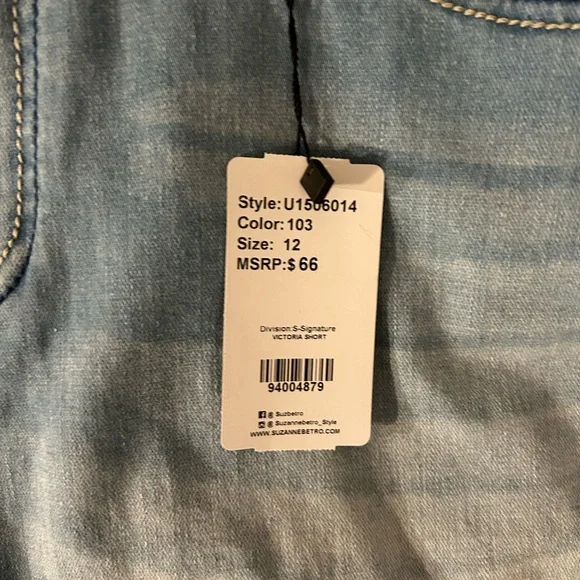 Style: U1506014
Color: 103
Size: 12
MSRP:$ 66
Division:S-Signature
VICTORIA SHORT
94004879
@ Suzbetro
@ Suzannebetro_Style
WWW.SUZANNEBETRO.COM